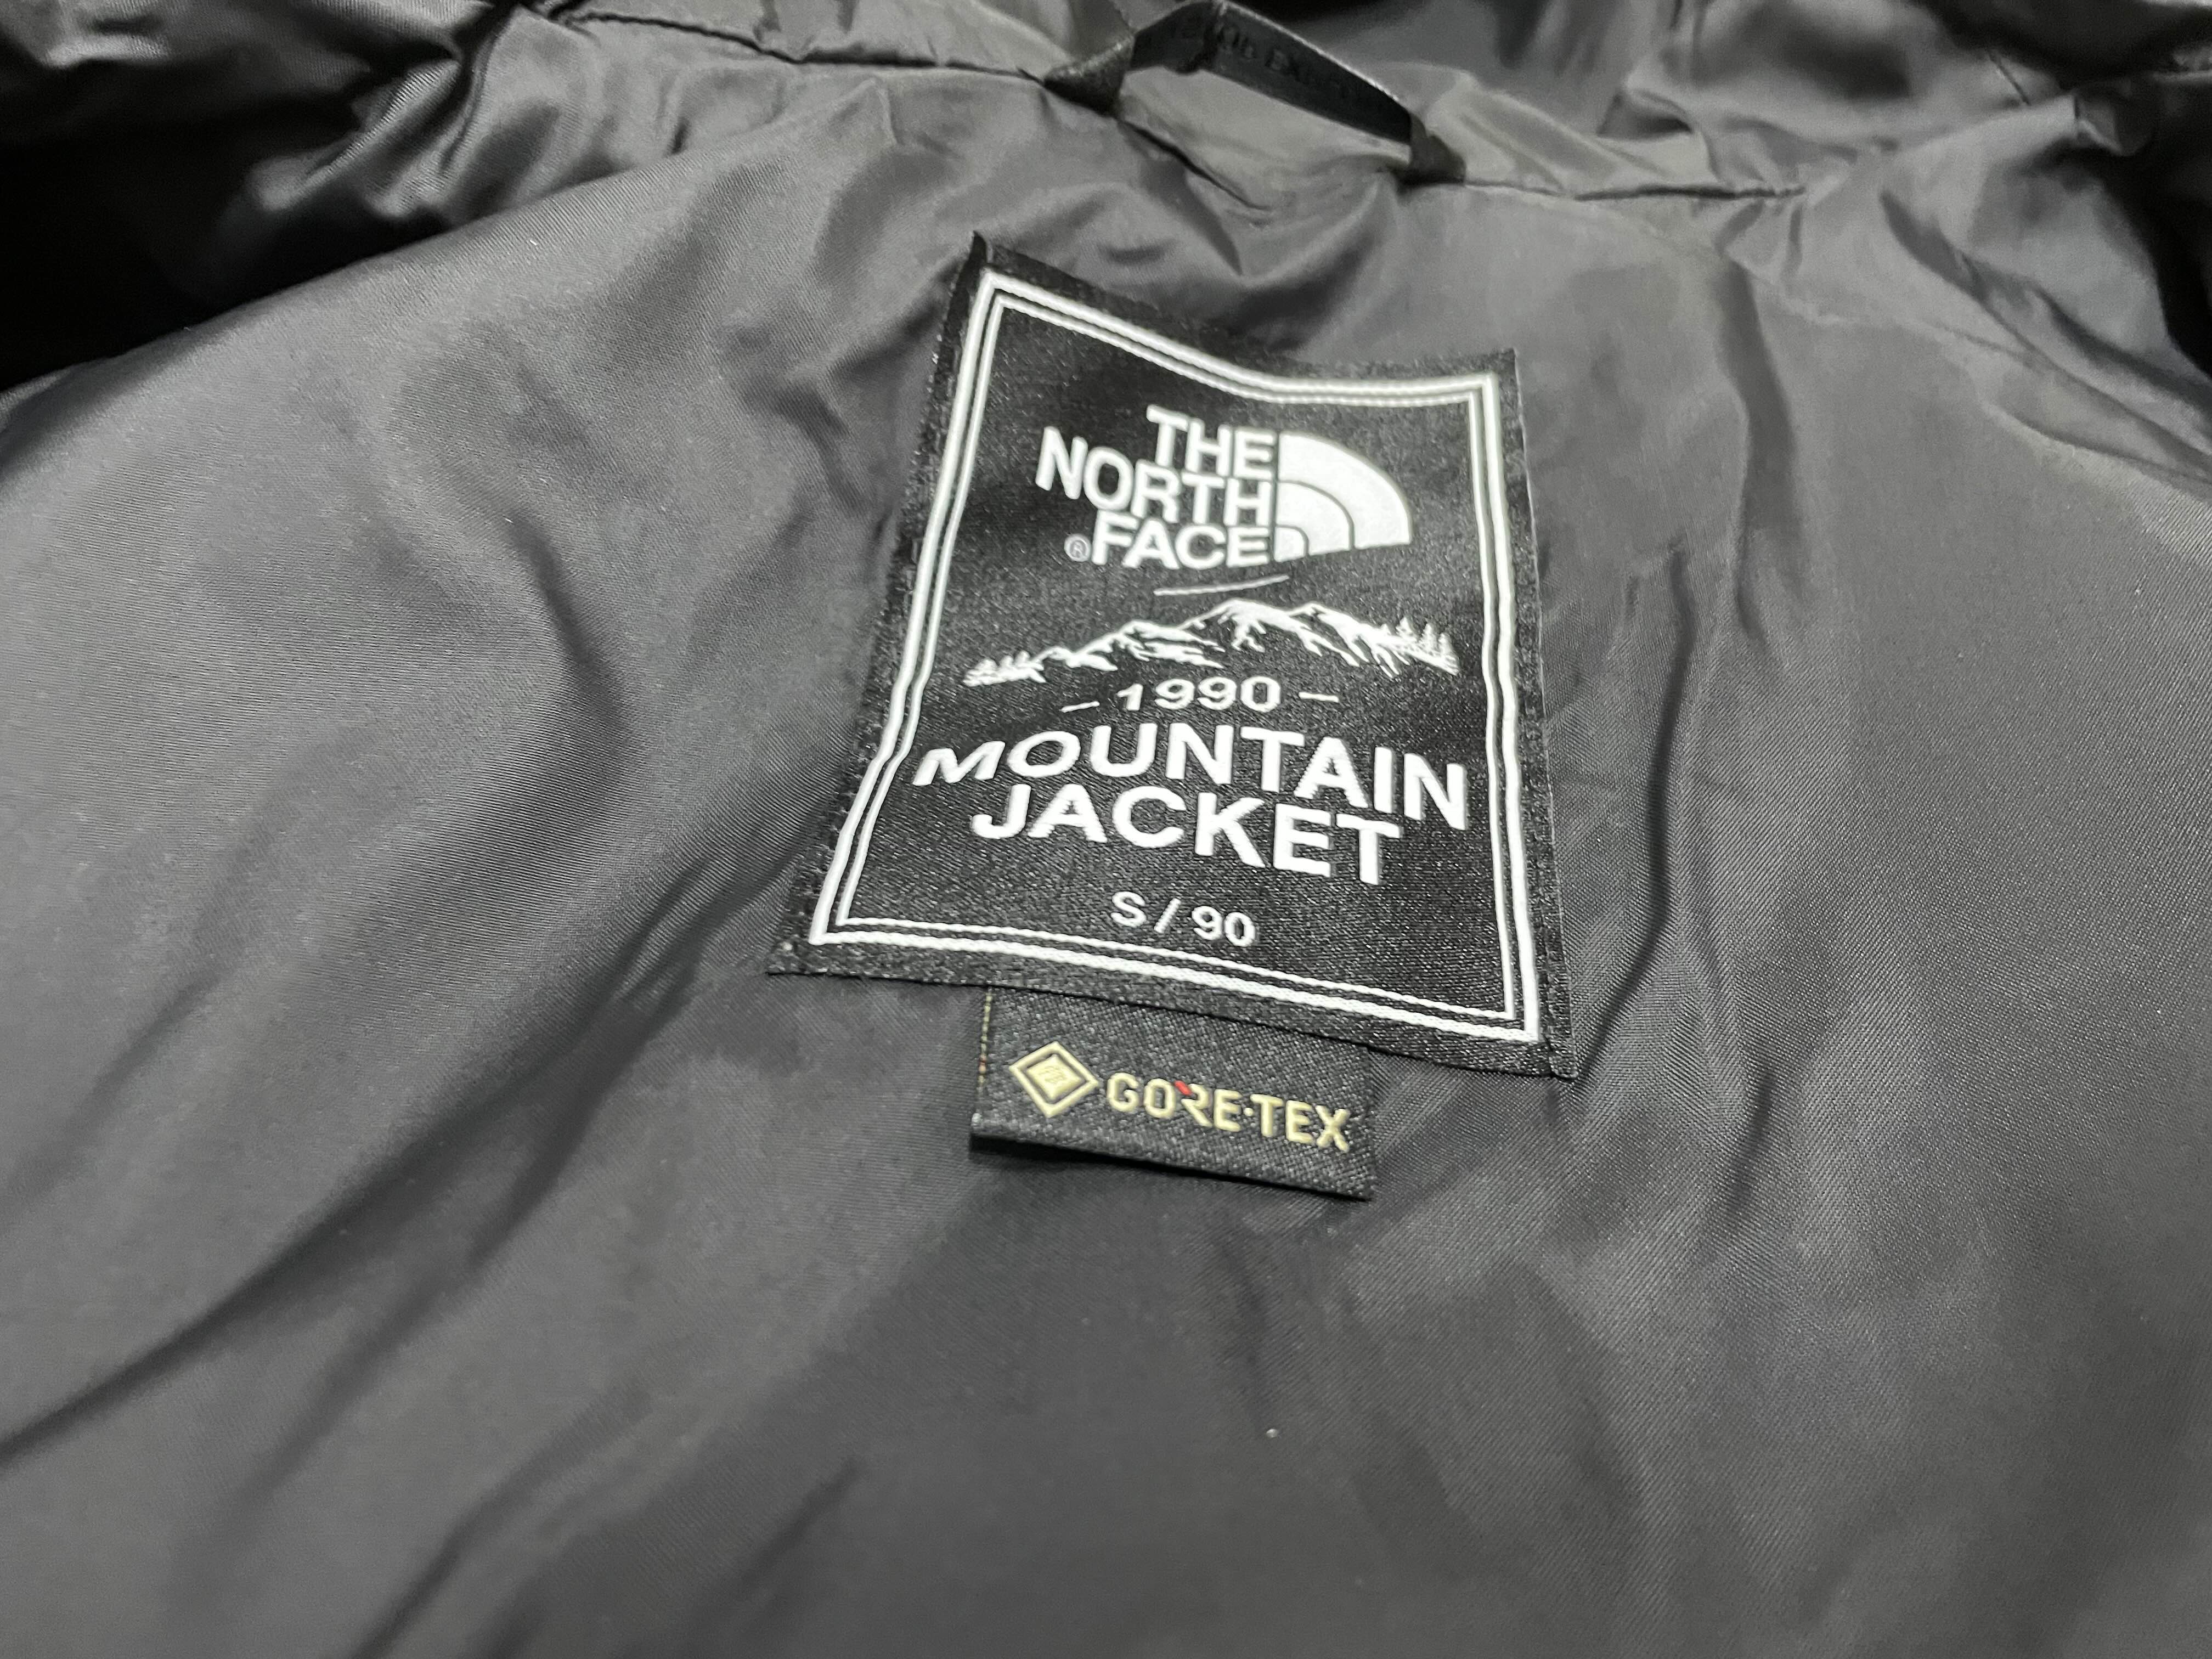 THE
NORTH
FACE
®
— 1990 —
MOUNTAIN
JACKET
S / 90
GORE-TEX